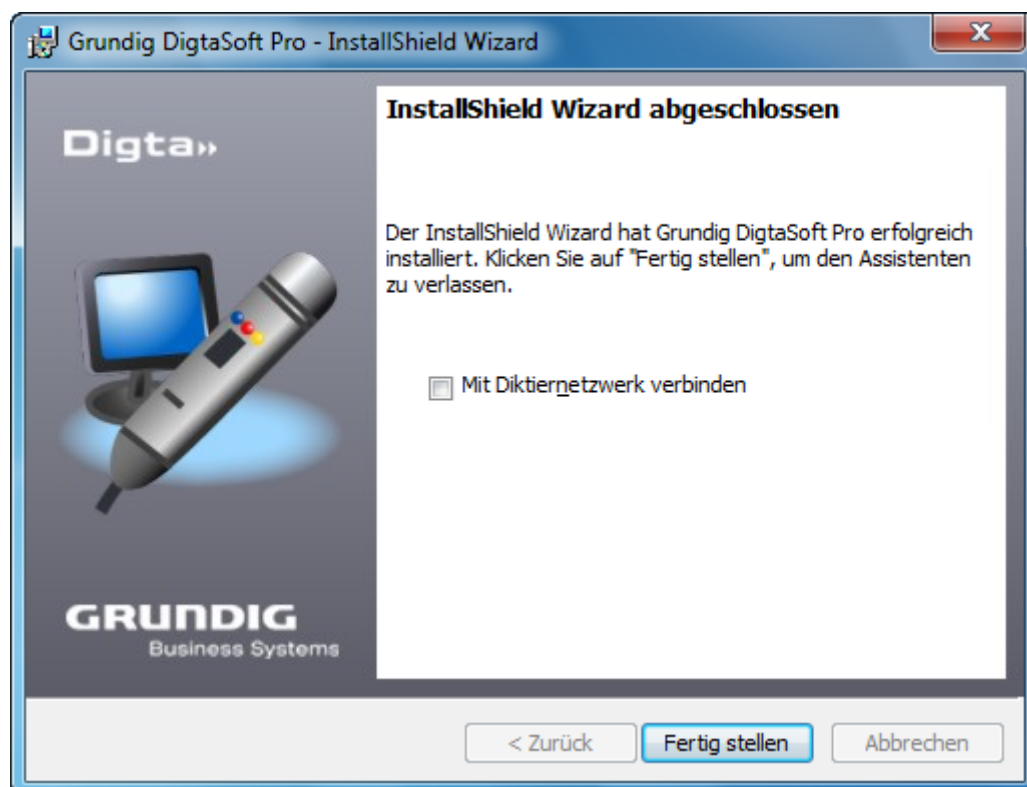 Grundig DigtaSoft Pro - InstallShield Wizard
x
Digta»
InstallShield Wizard abgeschlossen
Der InstallShield Wizard hat Grundig DigtaSoft Pro erfolgreich
installiert. Klicken Sie auf "Fertig stellen", um den Assistenten
zu verlassen.
Mit Diktiernetzwerk verbinden
GRUNDIG
Business Systems
< Zurück
Fertig stellen
Abbrechen